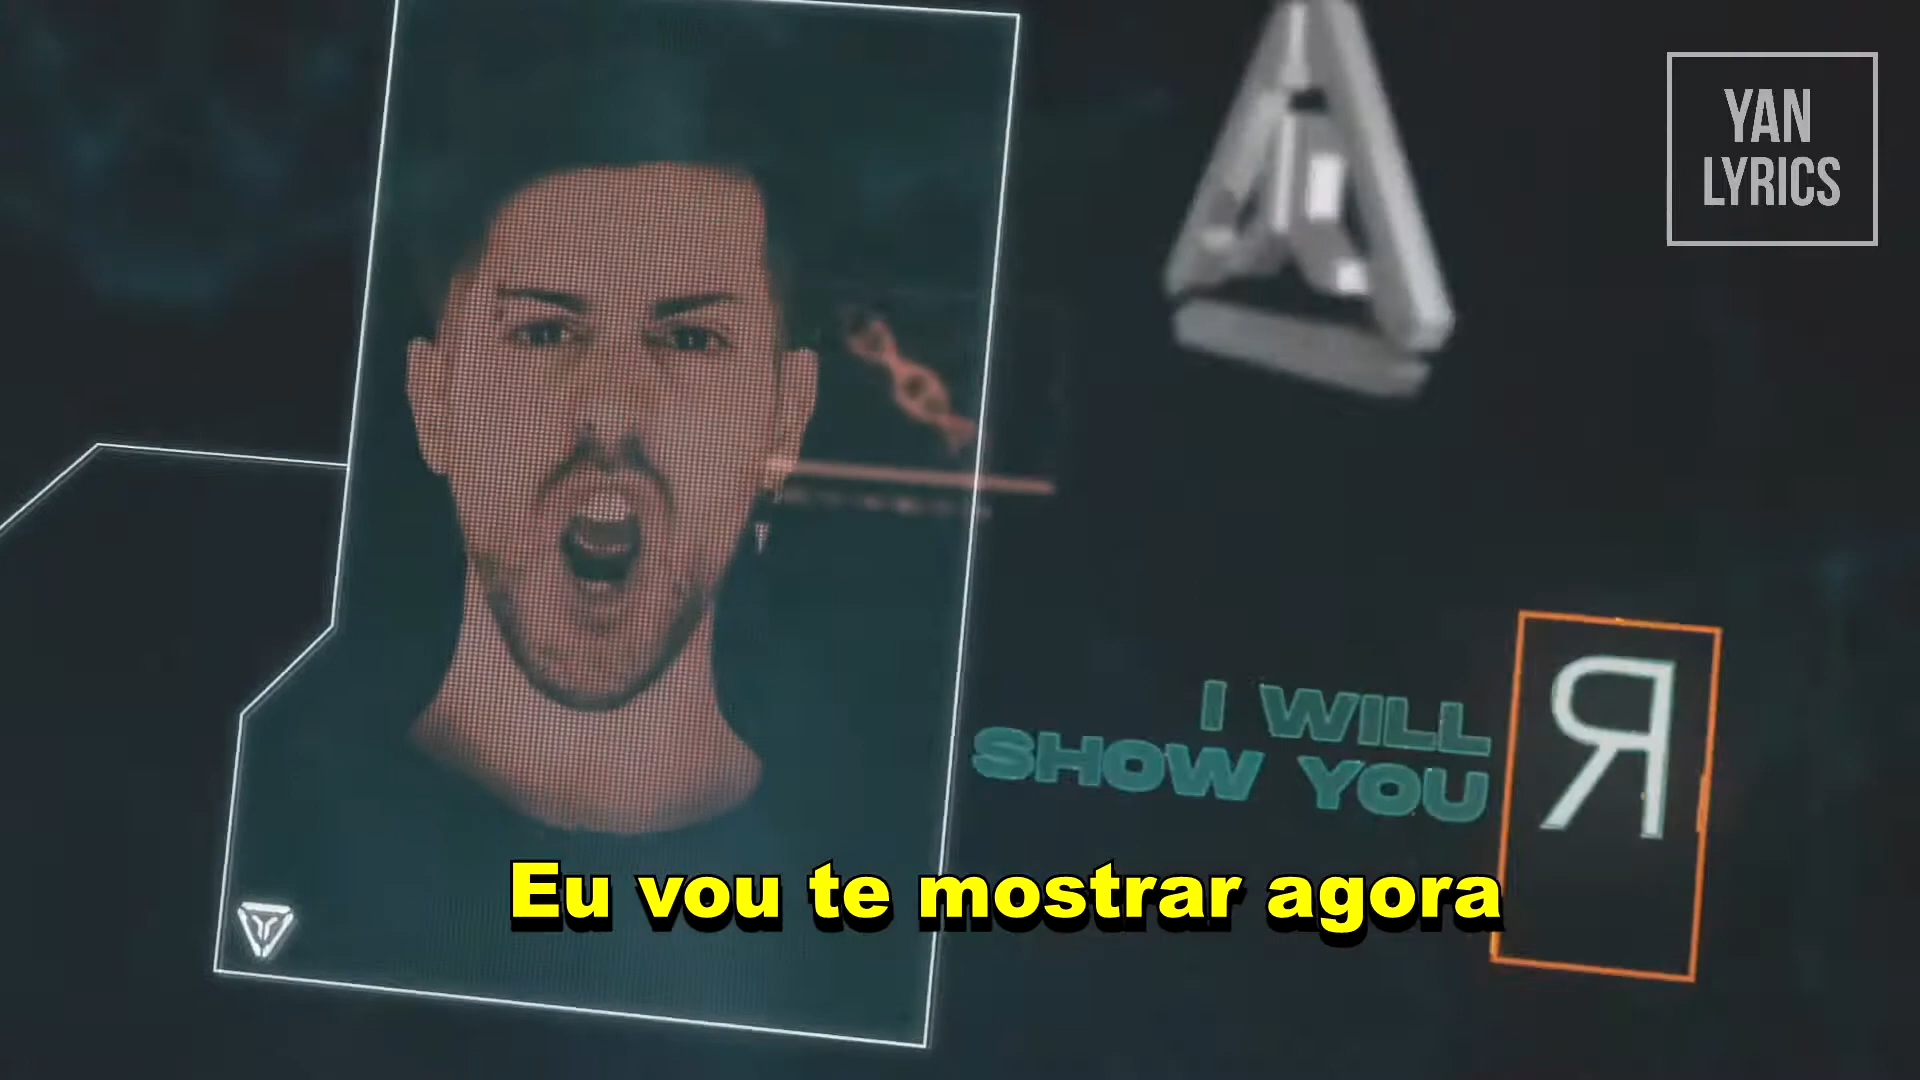 YAN
LYRICS
I WILL
SHOW YOU
Я
Eu vou te mostrar agora